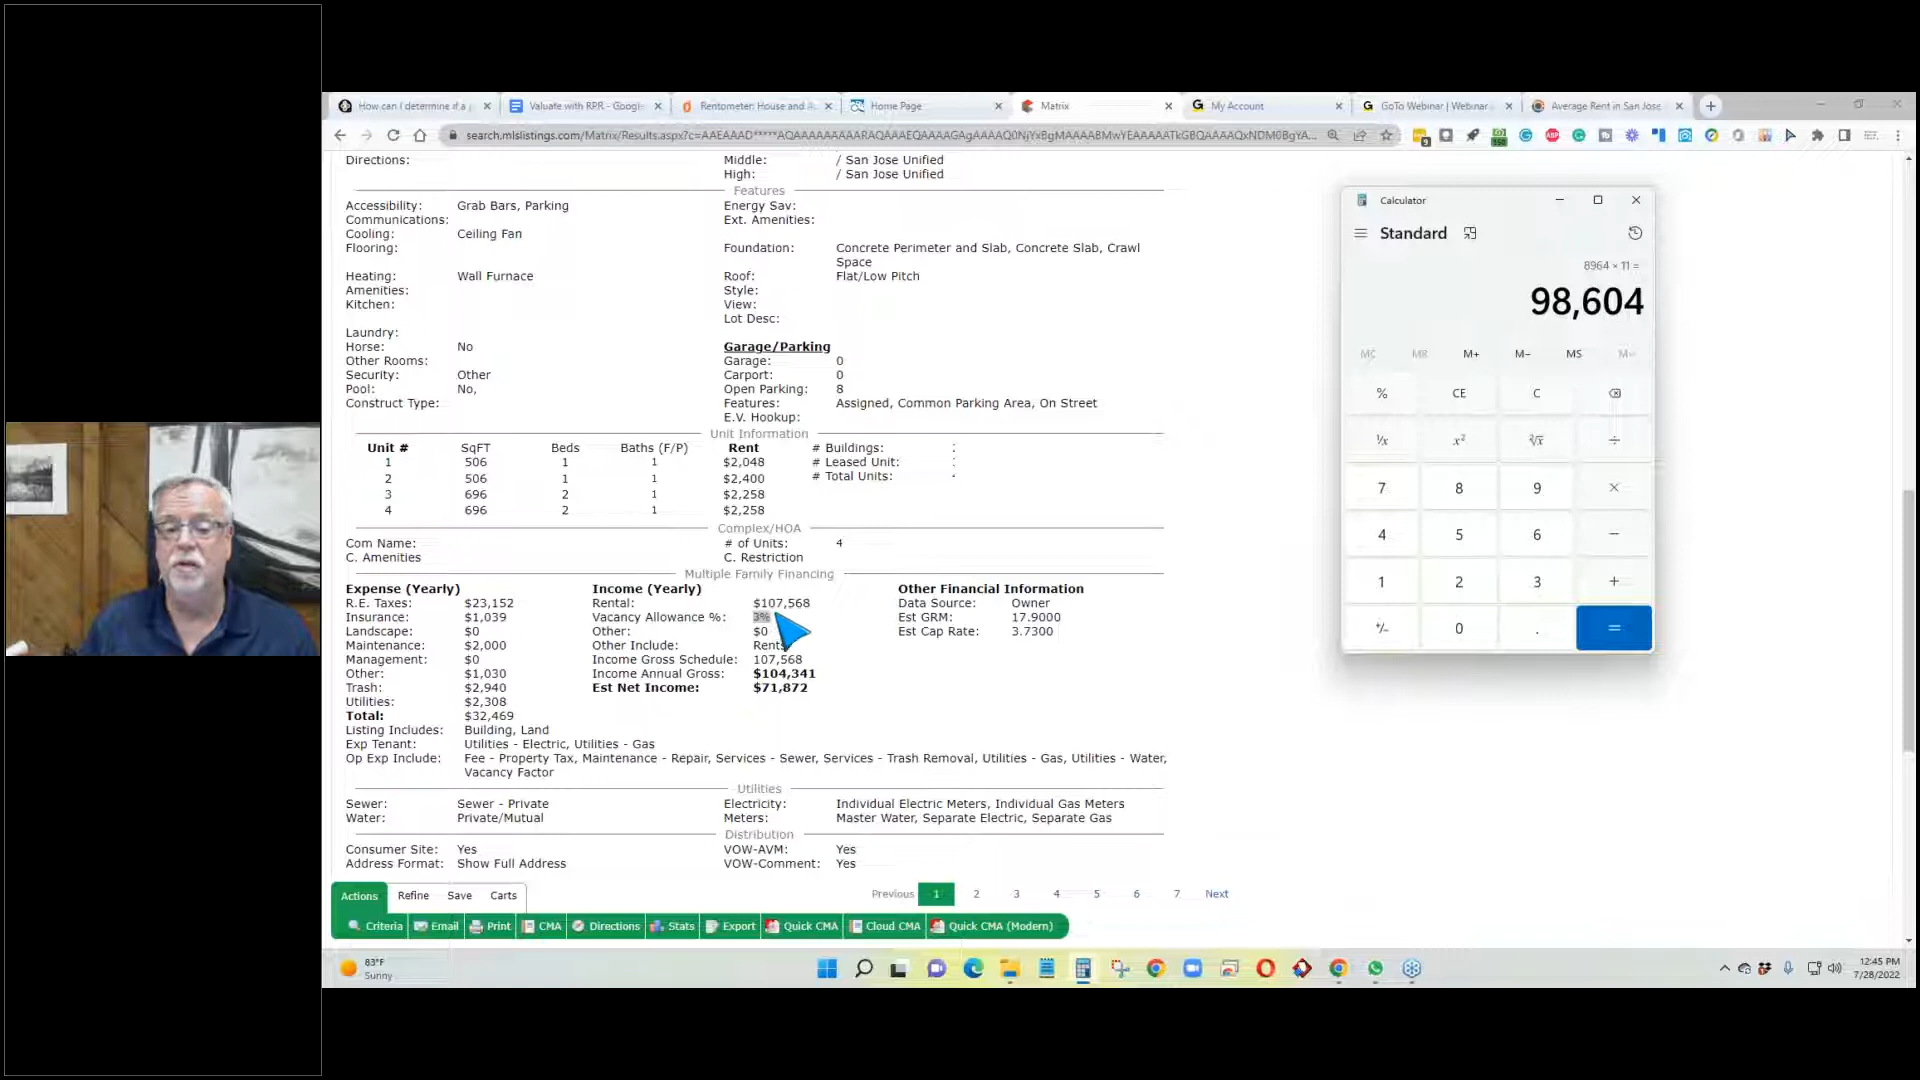 How can I determine if a
Valuate with RPR - Google
Rentometer: House and A
Home Page
Matrix
My Account
GoTo Webinar | Webinar
Average Rent in San Jose
search.mlslistings.com/Matrix/Results.aspx?c=
Directions:
Middle: / San Jose Unified
High: / San Jose Unified
Features
Accessibility: Grab Bars, Parking
Energy Sav:
Communications:
Ext. Amenities:
Cooling: Ceiling Fan
Flooring:
Foundation: Concrete Perimeter and Slab, Concrete Slab, Crawl
Space
Heating: Wall Furnace
Roof: Flat/Low Pitch
Amenities:
Style:
Kitchen:
View:
Lot Desc:
Laundry:
Horse: No
Garage/Parking
Other Rooms:
Garage: 0
Security: Other
Carport: 0
Pool: No,
Open Parking: 8
Construct Type:
Features: Assigned, Common Parking Area, On Street
E.V. Hookup:
Unit Information
Unit # SqFT Beds Baths (F/P) Rent # Buildings:
1 506 1 1 $2,048 # Leased Unit:
2 506 1 1 $2,400 # Total Units:
3 696 2 1 $2,258
4 696 2 1 $2,258
Complex/HOA
Com Name:
# of Units: 4
C. Amenities
C. Restriction
Multiple Family Financing
Expense (Yearly) Income (Yearly) Other Financial Information
R.E. Taxes: $23,152 Rental: $107,568 Data Source: Owner
Insurance: $1,039 Vacancy Allowance %: 3% Est GRM: 17.9000
Landscape: $0 Other: $0 Est Cap Rate: 3.7300
Maintenance: $2,000 Other Include: Rents
Management: $0 Income Gross Schedule: 107,568
Other: $1,030 Income Annual Gross: $104,341
Trash: $2,940 Est Net Income: $71,872
Utilities: $2,308
Total: $32,469
Listing Includes: Building, Land
Exp Tenant: Utilities - Electric, Utilities - Gas
Op Exp Include: Fee - Property Tax, Maintenance - Repair, Services - Sewer, Services - Trash Removal, Utilities - Gas, Utilities - Water,
Vacancy Factor
Utilities
Sewer: Sewer - Private
Electricity: Individual Electric Meters, Individual Gas Meters
Water: Private/Mutual
Meters: Master Water, Separate Electric, Separate Gas
Distribution
Consumer Site: Yes
VOW-AVM: Yes
Address Format: Show Full Address
VOW-Comment: Yes
Actions Refine Save Carts
Previous 1 2 3 4 5 6 7 Next
Criteria Email Print CMA Directions Stats Export Quick CMA Cloud CMA Quick CMA (Modern)
Calculator
Standard
8964 × 11 =
98,604
MC MR M+ M− MS
% CE C
¹/x x² ²√x ÷
7 8 9 ×
4 5 6 −
1 2 3 +
+/− 0 . =
83°F
Sunny
12:45 PM
7/28/2022